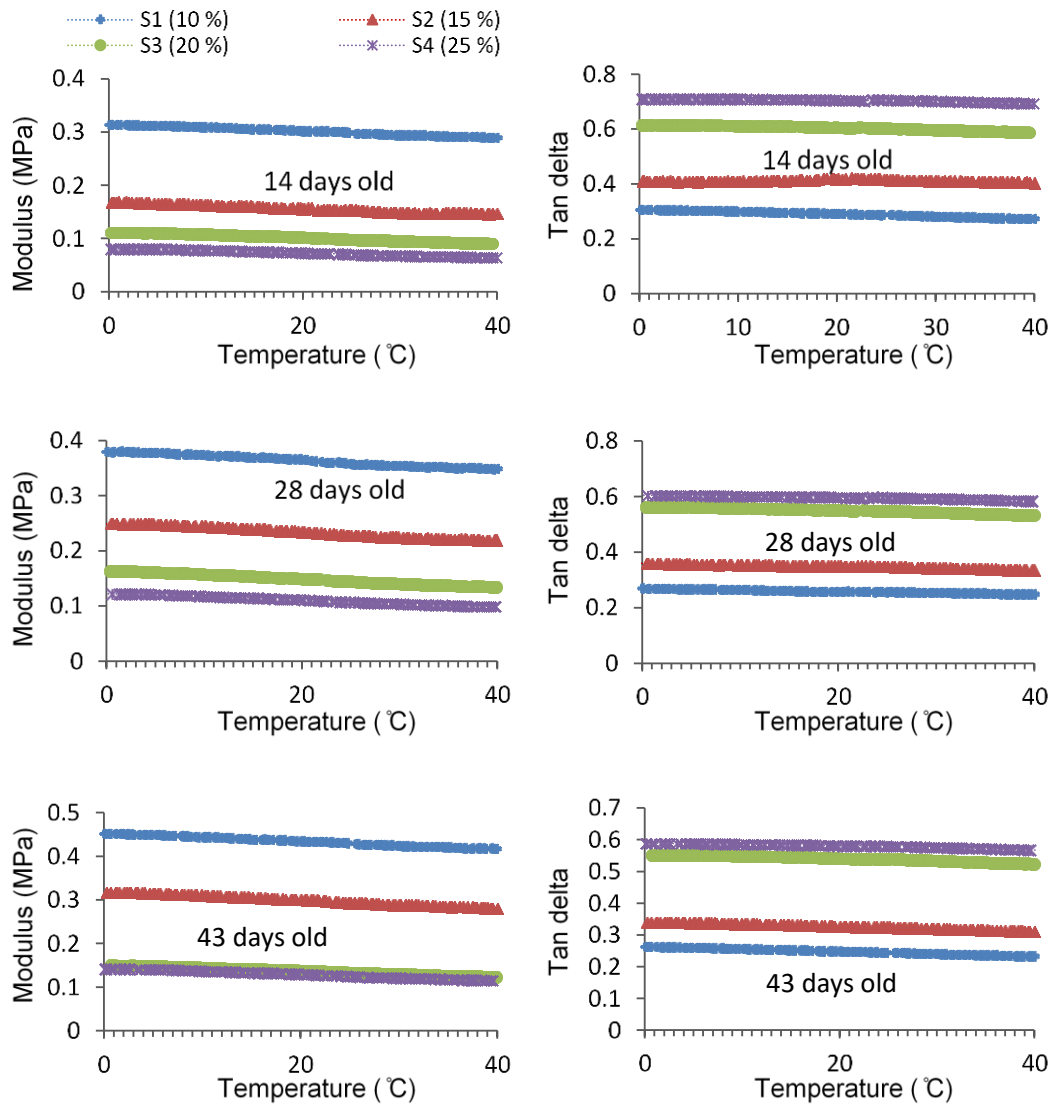 S1 (10 %)
S2 (15 %)
S3 (20 %)
S4 (25 %)
Modulus (MPa)
0.4
0.3
0.2
0.1
0
14 days old
0 20 40
Temperature (℃)
Tan delta
0.8
0.6
0.4
0.2
0
14 days old
0 10 20 30 40
Temperature (℃)
Modulus (MPa)
0.4
0.3
0.2
0.1
0
28 days old
0 20 40
Temperature (℃)
Tan delta
0.8
0.6
0.4
0.2
0
28 days old
0 20 40
Temperature (℃)
Modulus (MPa)
0.5
0.4
0.3
0.2
0.1
0
43 days old
0 20 40
Temperature (℃)
Tan delta
0.7
0.6
0.5
0.4
0.3
0.2
0.1
0
43 days old
0 20 40
Temperature (℃)